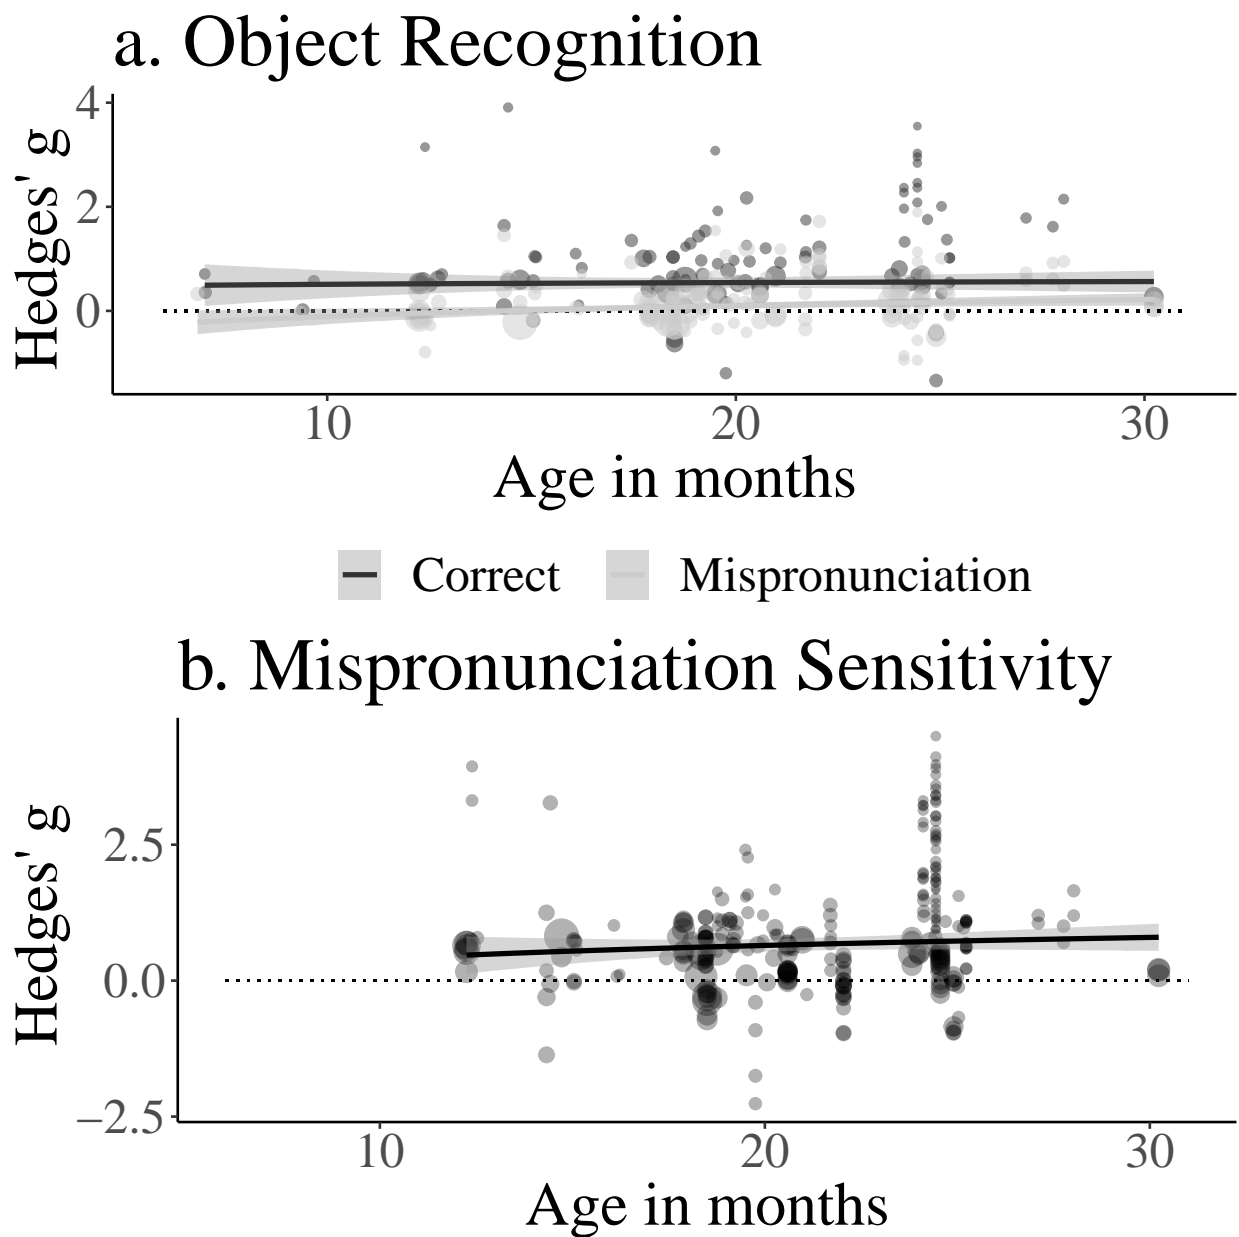 a. Object Recognition
Hedges' g
4
2
0
10 20 30
Age in months
Correct Mispronunciation
b. Mispronunciation Sensitivity
Hedges' g
2.5
0.0
−2.5
10 20 30
Age in months